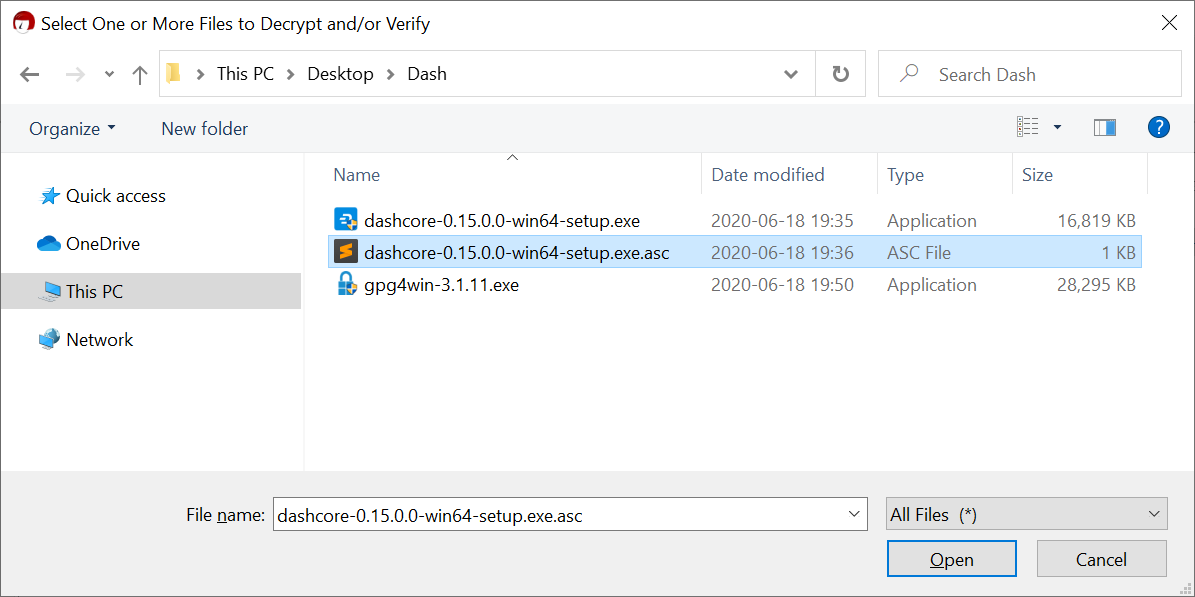 Select One or More Files to Decrypt and/or Verify
This PC > Desktop > Dash
Search Dash
Organize New folder
?
Name Date modified Type Size
Quick access
OneDrive
This PC
Network
dashcore-0.15.0.0-win64-setup.exe 2020-06-18 19:35 Application 16,819 KB
dashcore-0.15.0.0-win64-setup.exe.asc 2020-06-18 19:36 ASC File 1 KB
gpg4win-3.1.11.exe 2020-06-18 19:50 Application 28,295 KB
File name: dashcore-0.15.0.0-win64-setup.exe.asc All Files (*)
Open Cancel